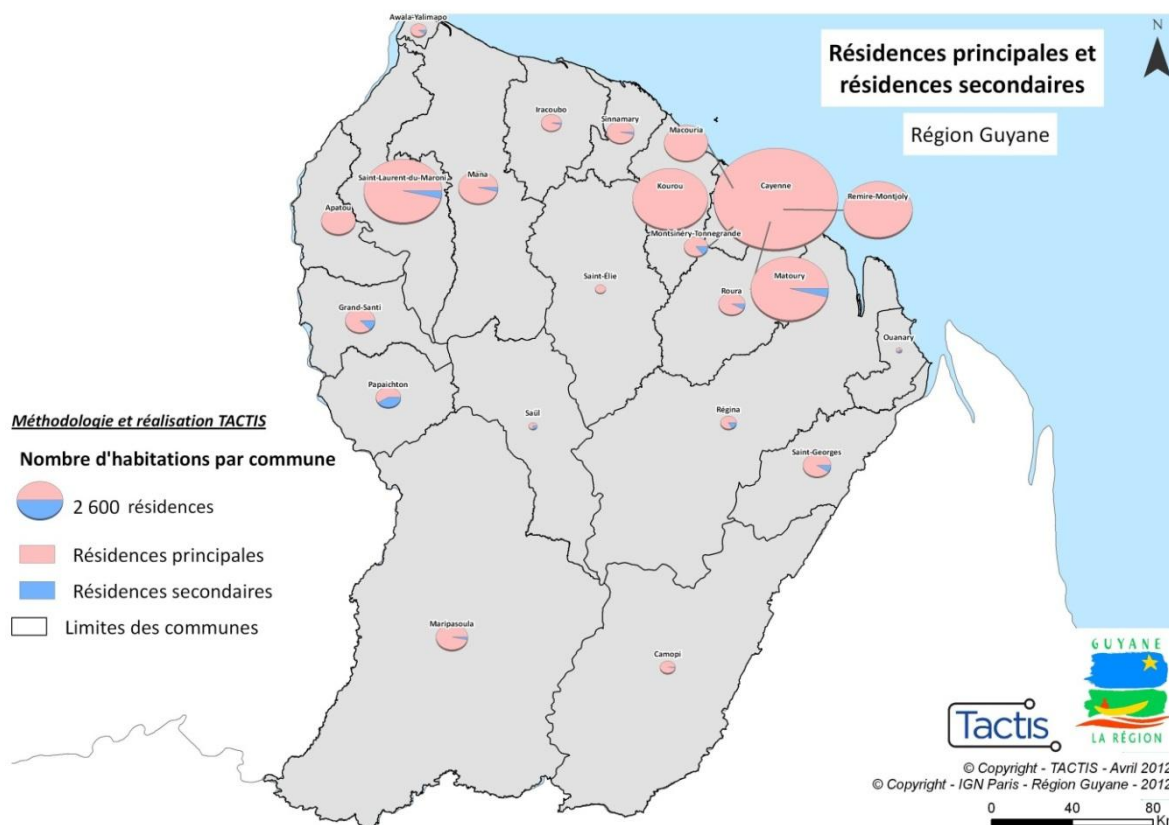 Awala-Yalimapo
N
Résidences principales et
résidences secondaires
Région Guyane
Iracoubo
Sinnamary
Macouria
Saint-Laurent-du-Maroni
Mana
Kourou
Cayenne
Remire-Montjoly
Apatou
Montsinéry-Tonnegrande
Saint-Élie
Matoury
Roura
Grand-Santi
Ouanary
Papaichton
Saül
Régina
Saint-Georges
Maripasoula
Camopi
Méthodologie et réalisation TACTIS
Nombre d'habitations par commune
2 600 résidences
Résidences principales
Résidences secondaires
Limites des communes
GUYANE
LA RÉGION
Tactis
© Copyright - TACTIS - Avril 2012
© Copyright - IGN Paris - Région Guyane - 2012
0 40 80
Km